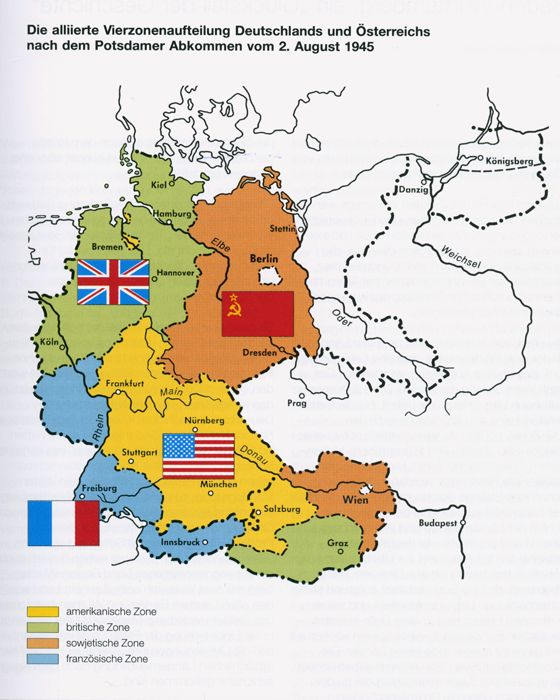 Die alliierte Vierzonenaufteilung Deutschlands und Österreichs
nach dem Potsdamer Abkommen vom 2. August 1945
Königsberg
Kiel
Danzig
Hamburg
Stettin
Elbe
Bremen
Berlin
Weichsel
Hannover
Oder
Köln
Dresden
Frankfurt
Main
Prag
Nürnberg
Rhein
Stuttgart
Donau
München
Freiburg
Wien
Salzburg
Budapest
Innsbruck
Graz
amerikanische Zone
britische Zone
sowjetische Zone
französische Zone